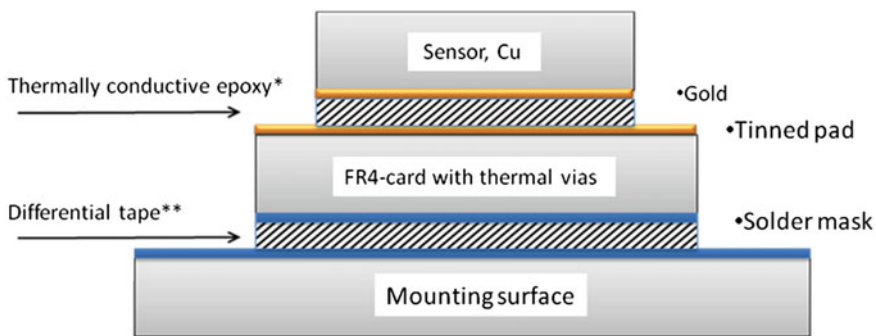 Sensor, Cu
Thermally conductive epoxy*
•Gold
•Tinned pad
FR4-card with thermal vias
Differential tape**
•Solder mask
Mounting surface